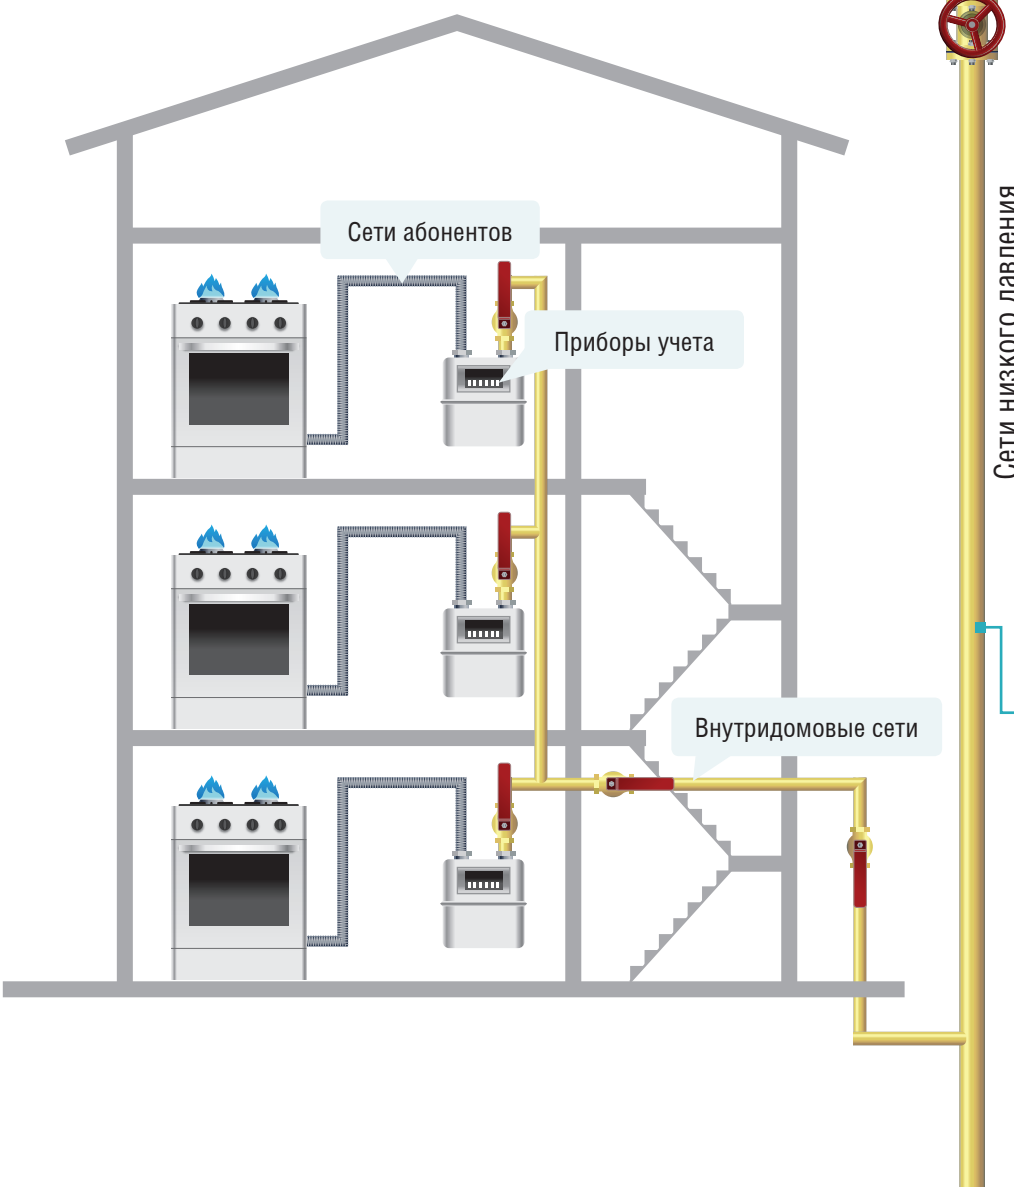 Сети абонентов
Приборы учета
Сети низкого давления
Внутридомовые сети